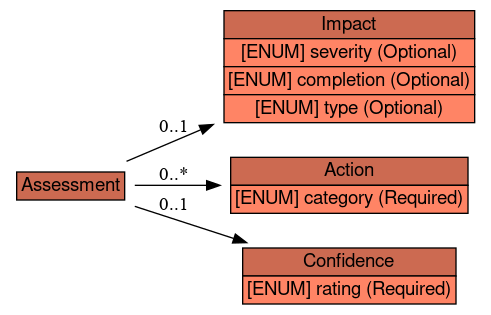 Impact
[ENUM] severity (Optional)
[ENUM] completion (Optional)
[ENUM] type (Optional)
0..1
0..*
Action
[ENUM] category (Required)
Assessment
0..1
Confidence
[ENUM] rating (Required)